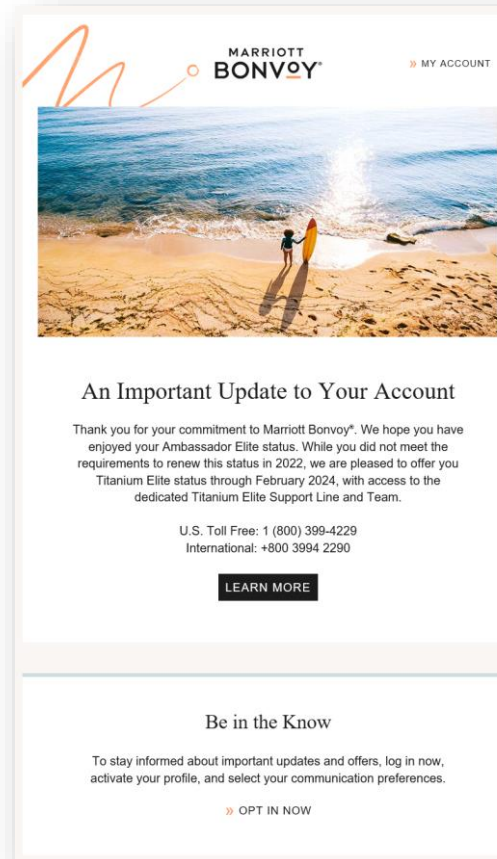 MARRIOTT
BONVOY®
» MY ACCOUNT
An Important Update to Your Account
Thank you for your commitment to Marriott Bonvoy®. We hope you have
enjoyed your Ambassador Elite status. While you did not meet the
requirements to renew this status in 2022, we are pleased to offer you
Titanium Elite status through February 2024, with access to the
dedicated Titanium Elite Support Line and Team.
U.S. Toll Free: 1 (800) 399-4229
International: +800 3994 2290
LEARN MORE
Be in the Know
To stay informed about important updates and offers, log in now,
activate your profile, and select your communication preferences.
» OPT IN NOW